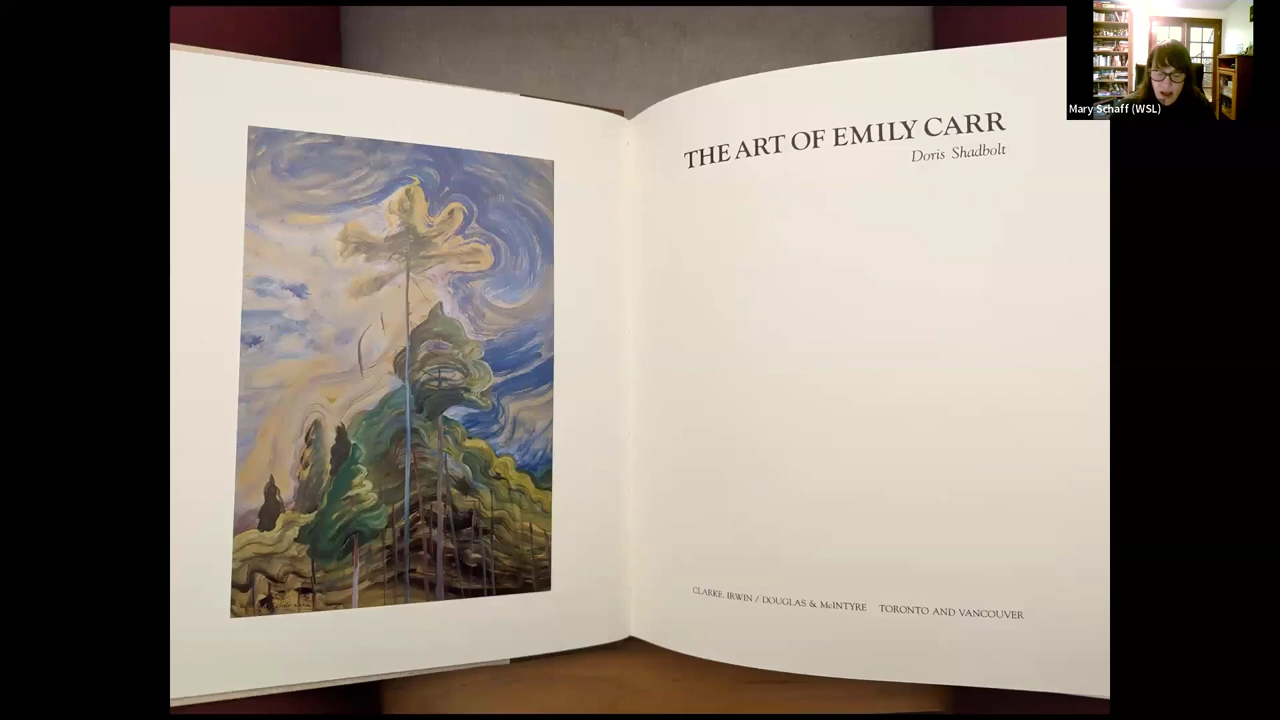 THE ART OF EMILY CARR
Doris Shadbolt
CLARKE, IRWIN / DOUGLAS & McINTYRE TORONTO AND VANCOUVER
Mary Schaff (WSL)